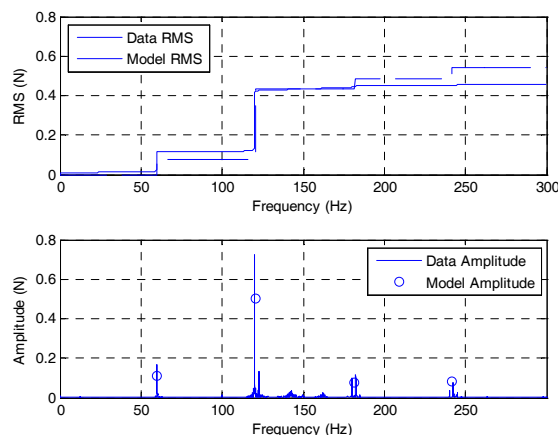 0.8
0.6
0.4
0.2
0
RMS (N)
Data RMS
Model RMS
0 50 100 150 200 250 300
Frequency (Hz)
0.8
0.6
0.4
0.2
0
Amplitude (N)
Data Amplitude
Model Amplitude
0 50 100 150 200 250 300
Frequency (Hz)